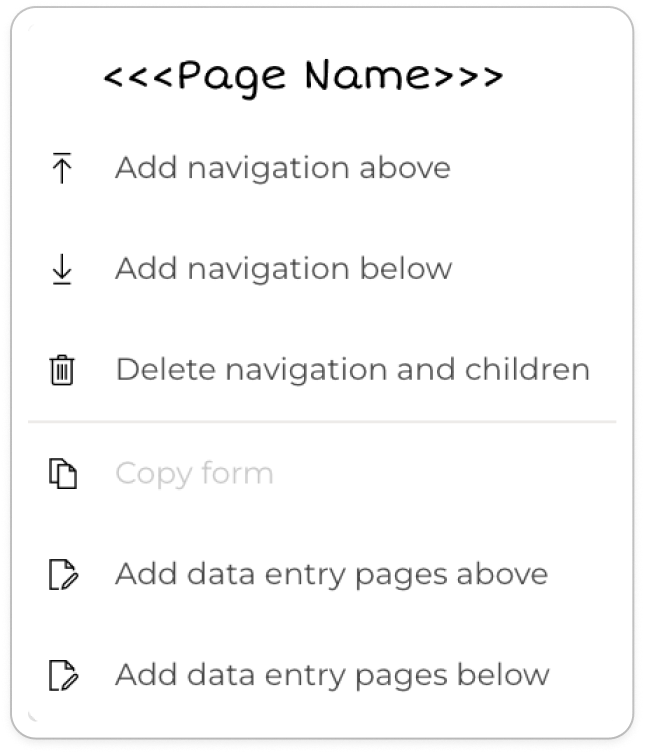 <<<Page Name>>>
Add navigation above
Add navigation below
Delete navigation and children
Copy form
Add data entry pages above
Add data entry pages below